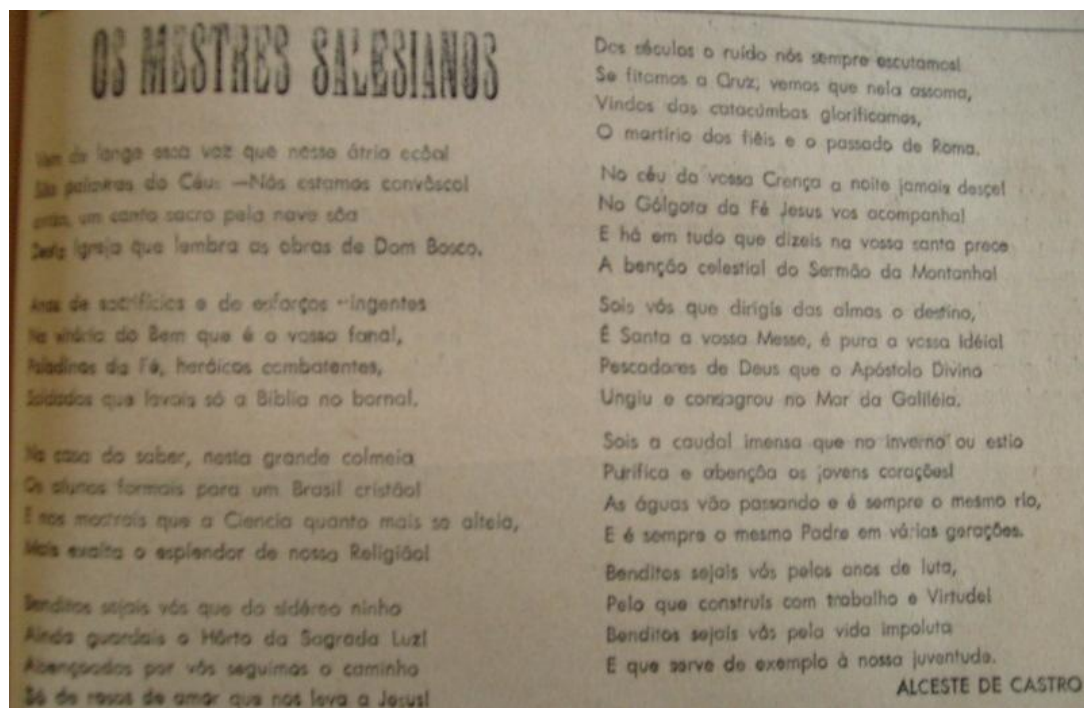 OS MESTRES SALESIANOS
Vem de longe essa voz que nesse átrio ecôa!
São palavras do Céu: —Nós estamos convôsco!
um canto sacro pela nave sôa
Desta Igreja que lembra as obras de Dom Bosco.
Anos de sacrifícios e de esforços ingentes
Na vitória do Bem que é o vosso fanal,
Paladinos da Fé, heróicos combatentes,
Soldados que levais só a Bíblia no bornal.
Na casa do saber, nesta grande colmeia
Os alunos formais para um Brasil cristão!
E nos mostrais que a Ciencia quanto mais se alteia,
Mais exalta o esplendor de nossa Religião!
Benditos sejais vós que do sidéreo ninho
Ainda guardais o Hôrto da Sagrada Luz!
Abençoados por vós seguimos o caminho
Só de rosas de amor que nos leva a Jesus!
Dos séculos o ruído nós sempre escutamos!
Se fitamos a Cruz, vemos que nela assoma,
Vindos das catacúmbas glorificamos,
O martírio dos fiêis e o passado de Roma.
No céu da vossa Crença a noite jamais desçe!
No Gólgota da Fé Jesus vos acompanha!
E há em tudo que dizeis na vossa santa prece
A benção celestial do Sermão da Montanha!
Sois vós que dirigis das almas o destino,
É Santa a vossa Messe, é pura a vossa Idéia!
Pescadores de Deus que o Apóstolo Divino
Ungiu e consagrou no Mar da Galiléia.
Sois a caudal imensa que no inverno ou estio
Purifica e abençôa os jovens corações!
As águas vão passando e é sempre o mesmo rio,
E é sempre o mesmo Padre em várias gerações.
Benditos sejais vós pelos anos de luta,
Pelo que construís com trabalho e Virtude!
Benditos sejais vós pela vida impoluta
E que serve de exemplo à nossa juventude.
ALCESTE DE CASTRO